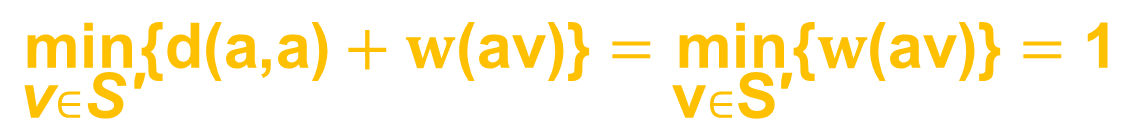 min{d(a,a) + w(av)} = min{w(av)} = 1
v∈S′ v∈S′